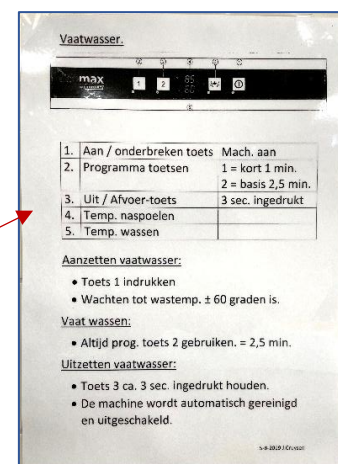 Vaatwasser.
max
1 2 85
1. Aan / onderbreken toets Mach. aan
2. Programma toetsen 1 = kort 1 min.
2 = basis 2,5 min.
3. Uit / Afvoer-toets 3 sec. ingedrukt
4. Temp. naspoelen
5. Temp. wassen
Aanzetten vaatwasser:
• Toets 1 indrukken
• Wachten tot wastemp. ± 60 graden is.
Vaat wassen:
• Altijd prog. toets 2 gebruiken. = 2,5 min.
Uitzetten vaatwasser:
• Toets 3 ca. 3 sec. ingedrukt houden.
• De machine wordt automatisch gereinigd
en uitgeschakeld.